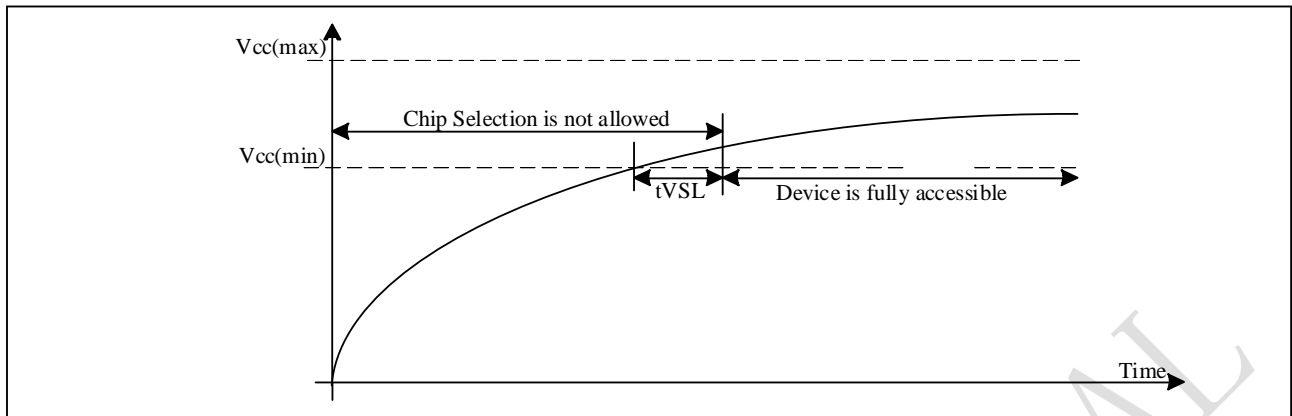 Vcc(max)
Chip Selection is not allowed
Vcc(min)
tVSL
Device is fully accessible
Time